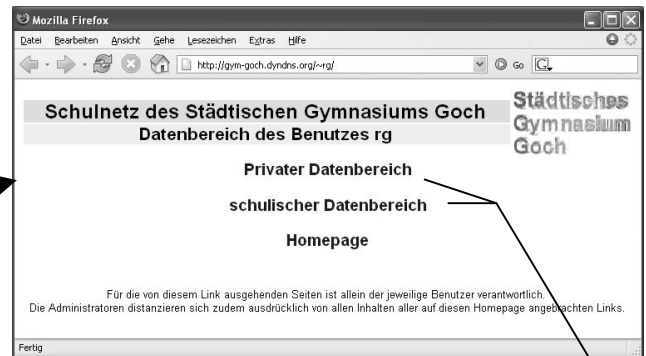 Mozilla Firefox
Datei Bearbeiten Ansicht Gehe Lesezeichen Extras Hilfe
http://gym-goch.dyndns.org/~rg/ Go G
Schulnetz des Städtischen Gymnasiums Goch
Datenbereich des Benutzes rg
Städtisches
Gymnasium
Goch
Privater Datenbereich
schulischer Datenbereich
Homepage
Für die von diesem Link ausgehenden Seiten ist allein der jeweilige Benutzer verantwortlich.
Die Administratoren distanzieren sich zudem ausdrücklich von allen Inhalten aller auf diesen Homepage angebrachten Links.
Fertig